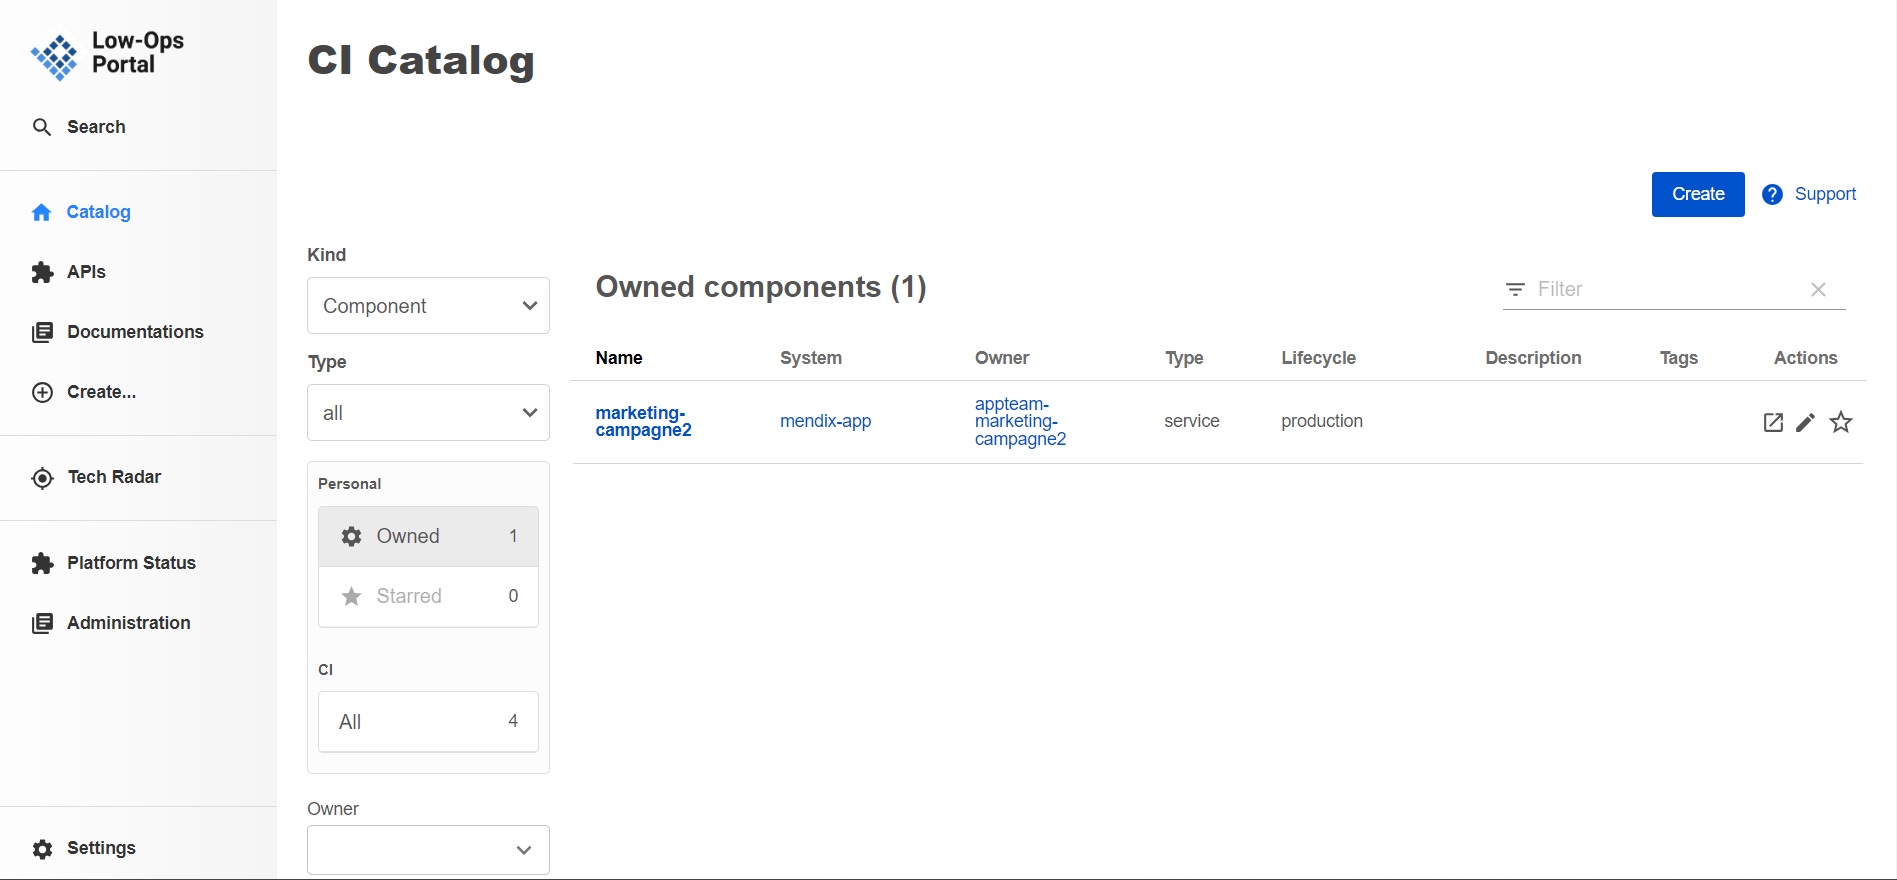 Low-Ops
Portal
Search
Catalog
APIs
Documentations
Create...
Tech Radar
Platform Status
Administration
Settings
CI Catalog
Create
? Support
Kind
Component
Type
all
Personal
Owned 1
Starred 0
CI
All 4
Owner
Owned components (1)
Filter
Name System Owner Type Lifecycle Description Tags Actions
marketing-
campagne2
mendix-app
appteam-
marketing-
campagne2
service
production